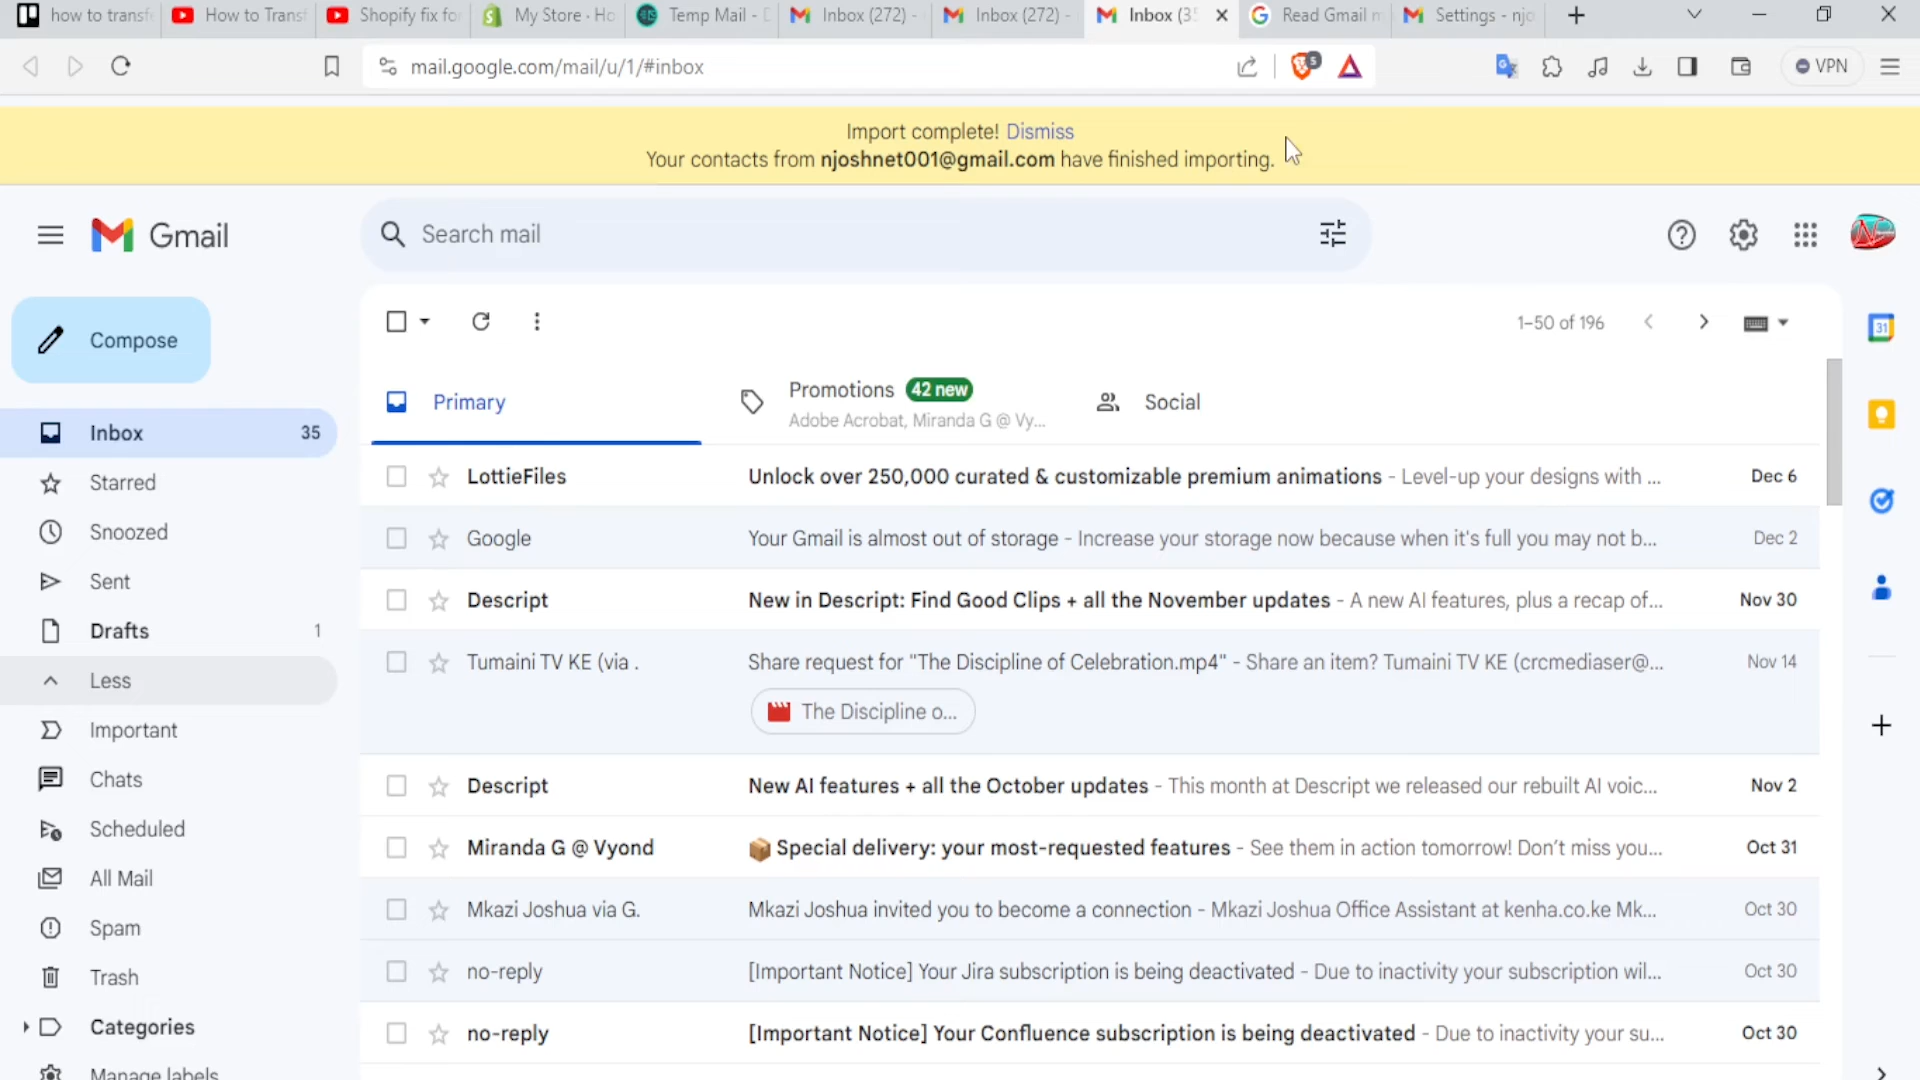 how to transf
How to Transf
Shopify fix for
My Store · Ho
Temp Mail - D
Inbox (272) -
Inbox (272) -
Inbox (35
Read Gmail m
Settings - njo
mail.google.com/mail/u/1/#inbox
5
VPN
Import complete! Dismiss
Your contacts from njoshnet001@gmail.com have finished importing.
Gmail
Search mail
Compose
1–50 of 196
31
Primary
Promotions 42 new
Adobe Acrobat, Miranda G @ Vy...
Social
Inbox 35
Starred
Snoozed
Sent
Drafts 1
Less
Important
Chats
Scheduled
All Mail
Spam
Trash
Categories
Manage labels
LottieFiles Unlock over 250,000 curated & customizable premium animations - Level-up your designs with ... Dec 6
Google Your Gmail is almost out of storage - Increase your storage now because when it's full you may not b... Dec 2
Descript New in Descript: Find Good Clips + all the November updates - A new AI features, plus a recap of... Nov 30
Tumaini TV KE (via . Share request for "The Discipline of Celebration.mp4" - Share an item? Tumaini TV KE (crcmediaser@... Nov 14
The Discipline o...
Descript New AI features + all the October updates - This month at Descript we released our rebuilt AI voic... Nov 2
Miranda G @ Vyond 📦 Special delivery: your most-requested features - See them in action tomorrow! Don't miss you... Oct 31
Mkazi Joshua via G. Mkazi Joshua invited you to become a connection - Mkazi Joshua Office Assistant at kenha.co.ke Mk... Oct 30
no-reply [Important Notice] Your Jira subscription is being deactivated - Due to inactivity your subscription wil... Oct 30
no-reply [Important Notice] Your Confluence subscription is being deactivated - Due to inactivity your su... Oct 30